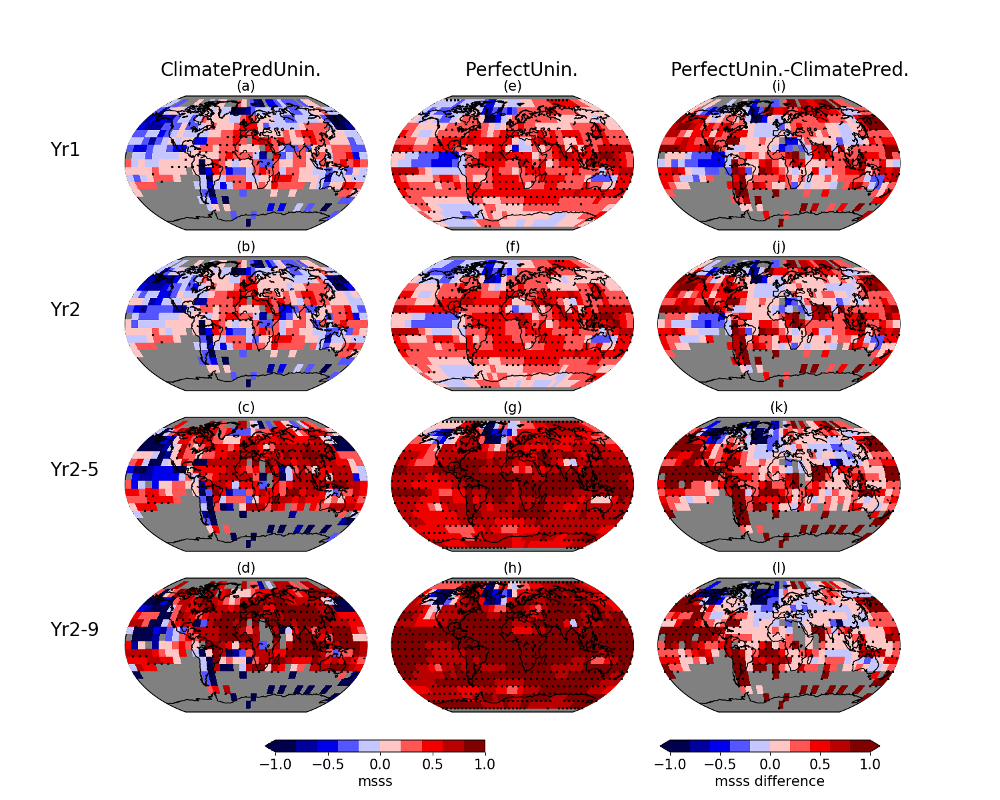 ClimatePredUnin. PerfectUnin. PerfectUnin.-ClimatePred.
(a) (e) (i)
Yr1
(b) (f) (j)
Yr2
(c) (g) (k)
Yr2-5
(d) (h) (l)
Yr2-9
−1.0 −0.5 0.0 0.5 1.0 −1.0 −0.5 0.0 0.5 1.0
msss msss difference